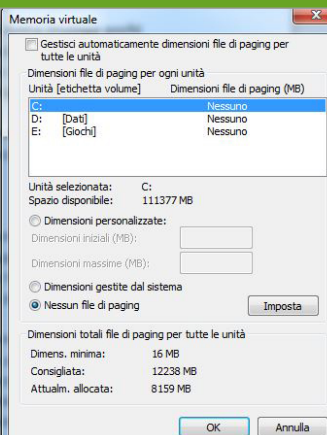 Memoria virtuale
Gestisci automaticamente dimensioni file di paging per
tutte le unità
Dimensioni file di paging per ogni unità
Unità [etichetta volume] Dimensioni file di paging (MB)
C: Nessuno
D: [Dati] Nessuno
E: [Giochi] Nessuno
Unità selezionata: C:
Spazio disponibile: 111377 MB
Dimensioni personalizzate:
Dimensioni iniziali (MB):
Dimensioni massime (MB):
Dimensioni gestite dal sistema
Nessun file di paging Imposta
Dimensioni totali file di paging per tutte le unità
Dimens. minima: 16 MB
Consigliata: 12238 MB
Attualm. allocata: 8159 MB
OK Annulla